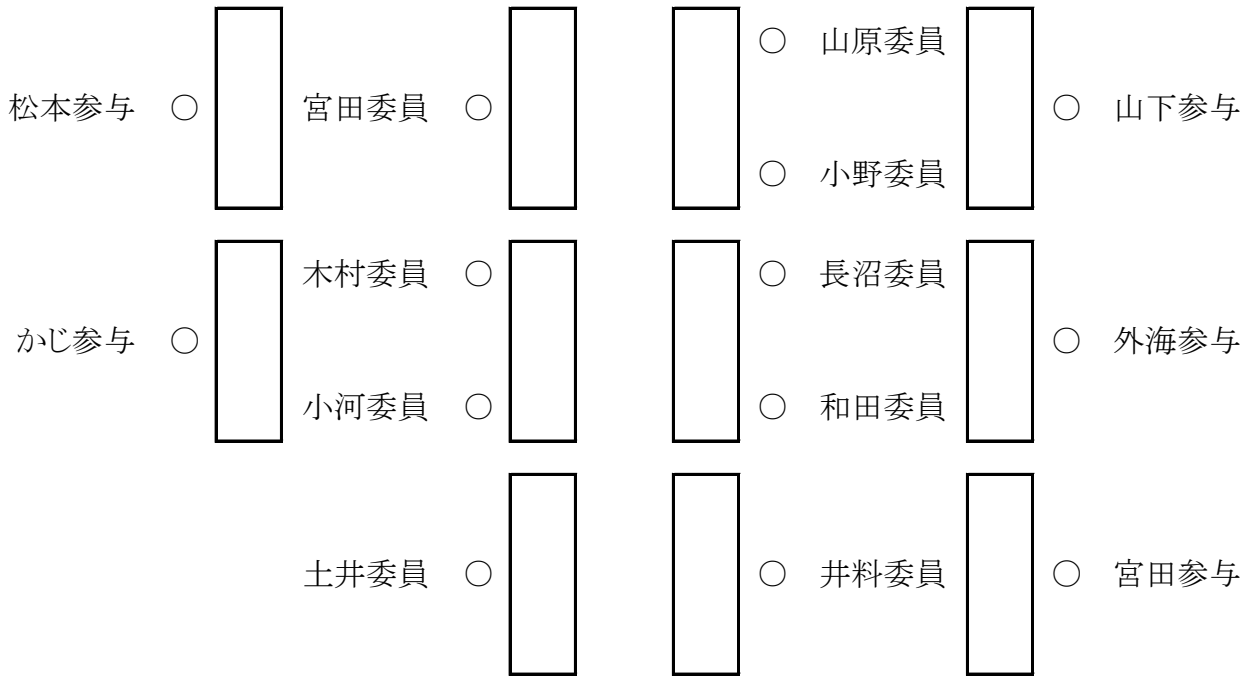 ○ 山原委員
松本参与 ○ 宮田委員 ○ ○ 山下参与
○ 小野委員
木村委員 ○ ○ 長沼委員
かじ参与 ○ ○ 外海参与
小河委員 ○ ○ 和田委員
土井委員 ○ ○ 井料委員 ○ 宮田参与